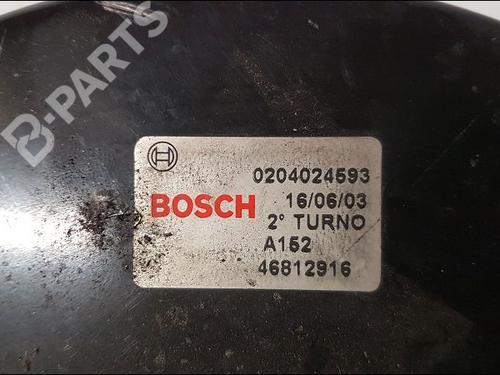 B-PARTS
0204024593
BOSCH 16/06/03
2° TURNO
A152
46812916